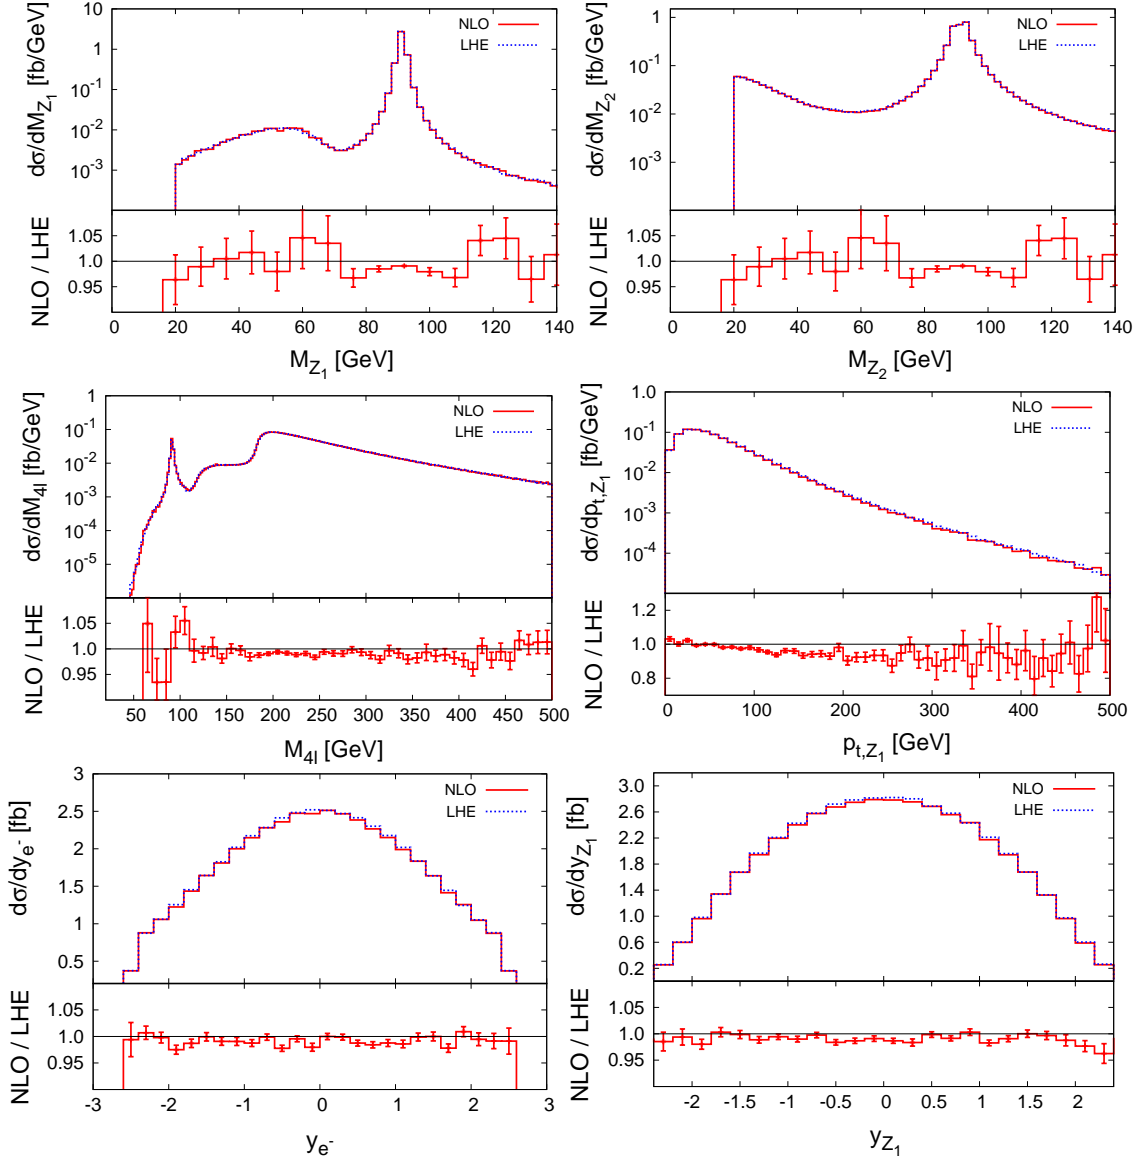 dσ/dM_Z₁ [fb/GeV]
10
1
10⁻¹
10⁻²
10⁻³
NLO
LHE
NLO / LHE
1.05
1.0
0.95
0 20 40 60 80 100 120 140
M_Z₁ [GeV]
dσ/dM_Z₂ [fb/GeV]
1
10⁻¹
10⁻²
10⁻³
NLO
LHE
NLO / LHE
1.05
1.0
0.95
0 20 40 60 80 100 120 140
M_Z₂ [GeV]
dσ/dM_4l [fb/GeV]
1
10⁻¹
10⁻²
10⁻³
10⁻⁴
10⁻⁵
NLO
LHE
NLO / LHE
1.05
1.0
0.95
50 100 150 200 250 300 350 400 450 500
M_4l [GeV]
dσ/dp_t,Z₁ [fb/GeV]
1.0
10⁻¹
10⁻²
10⁻³
10⁻⁴
NLO
LHE
NLO / LHE
1.2
1.0
0.8
0 100 200 300 400 500
p_t,Z₁ [GeV]
dσ/dy_e⁻ [fb]
3
2.5
2
1.5
1
0.5
NLO
LHE
NLO / LHE
1.05
1.0
0.95
-3 -2 -1 0 1 2 3
y_e⁻
dσ/dy_Z₁ [fb]
3.0
2.6
2.2
1.8
1.4
1.0
0.6
0.2
NLO
LHE
NLO / LHE
1.05
1.0
0.95
-2 -1.5 -1 -0.5 0 0.5 1 1.5 2
y_Z₁